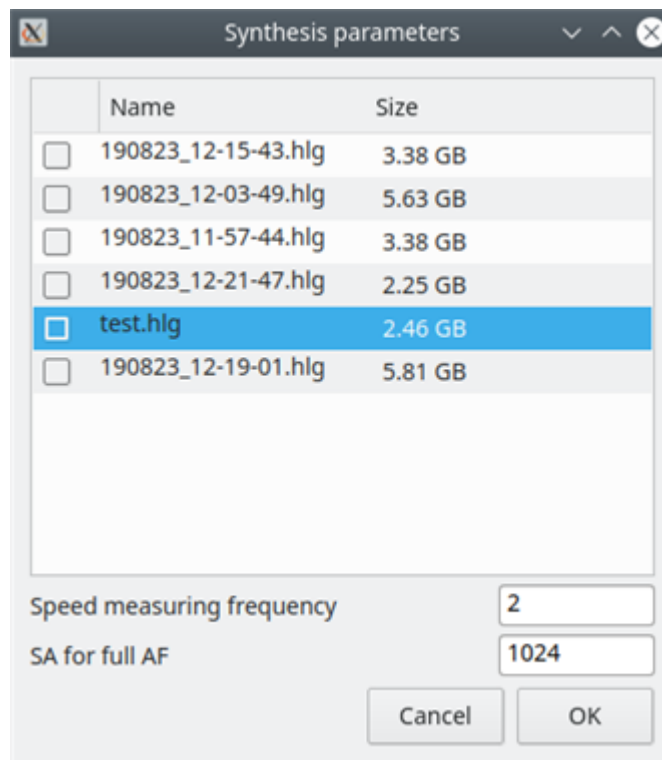 Synthesis parameters
Name Size
190823_12-15-43.hlg 3.38 GB
190823_12-03-49.hlg 5.63 GB
190823_11-57-44.hlg 3.38 GB
190823_12-21-47.hlg 2.25 GB
test.hlg 2.46 GB
190823_12-19-01.hlg 5.81 GB
Speed measuring frequency 2
SA for full AF 1024
Cancel OK